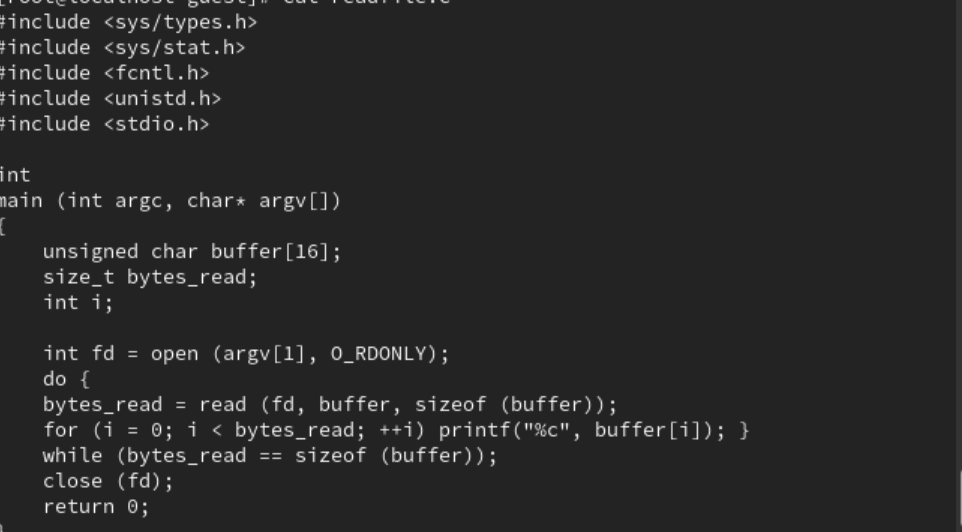 #include <sys/types.h>
#include <sys/stat.h>
#include <fcntl.h>
#include <unistd.h>
#include <stdio.h>

int
main (int argc, char* argv[])
{
    unsigned char buffer[16];
    size_t bytes_read;
    int i;

    int fd = open (argv[1], O_RDONLY);
    do {
    bytes_read = read (fd, buffer, sizeof (buffer));
    for (i = 0; i < bytes_read; ++i) printf("%c", buffer[i]); }
    while (bytes_read == sizeof (buffer));
    close (fd);
    return 0;